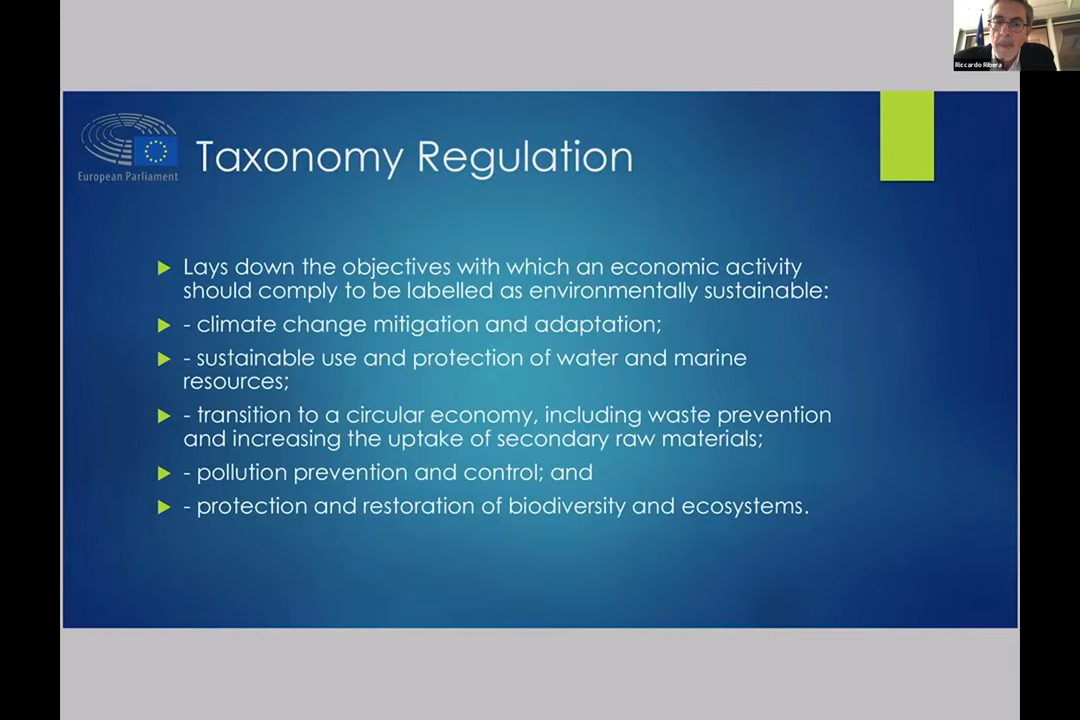 Riccardo Ribera
European Parliament
Taxonomy Regulation
Lays down the objectives with which an economic activity
should comply to be labelled as environmentally sustainable:
- climate change mitigation and adaptation;
- sustainable use and protection of water and marine
resources;
- transition to a circular economy, including waste prevention
and increasing the uptake of secondary raw materials;
- pollution prevention and control; and
- protection and restoration of biodiversity and ecosystems.